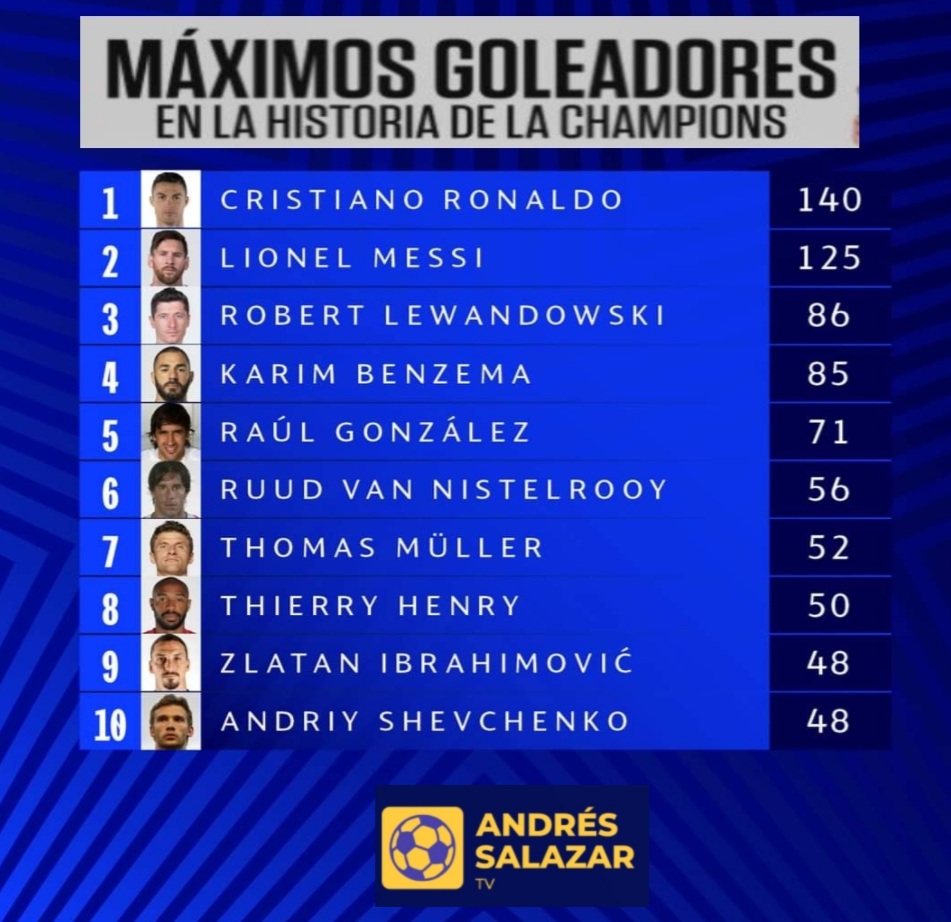 MÁXIMOS GOLEADORES
EN LA HISTORIA DE LA CHAMPIONS
1 CRISTIANO RONALDO 140
2 LIONEL MESSI 125
3 ROBERT LEWANDOWSKI 86
4 KARIM BENZEMA 85
5 RAÚL GONZÁLEZ 71
6 RUUD VAN NISTELROOY 56
7 THOMAS MÜLLER 52
8 THIERRY HENRY 50
9 ZLATAN IBRAHIMOVIĆ 48
10 ANDRIY SHEVCHENKO 48
ANDRÉS
SALAZAR
TV